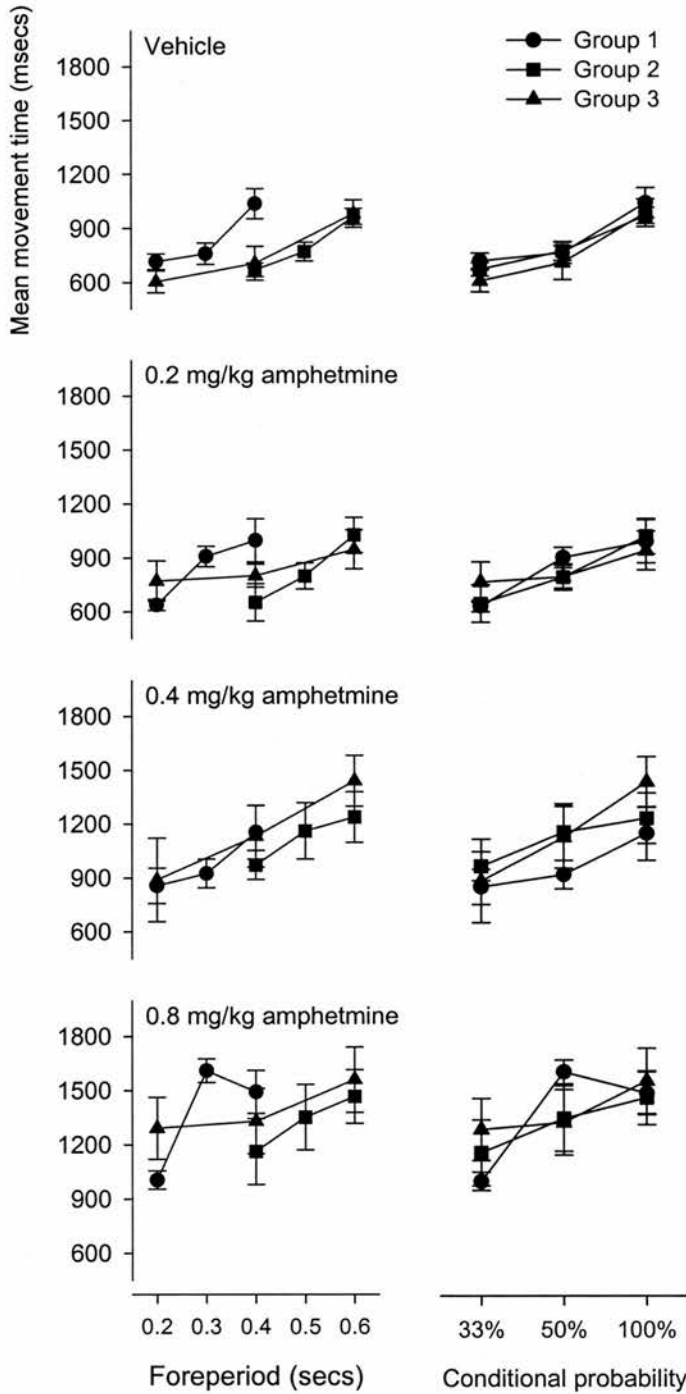 Mean movement time (msecs)
Vehicle
Group 1
Group 2
Group 3
1800
1500
1200
900
600
0.2 mg/kg amphetmine
1800
1500
1200
900
600
0.4 mg/kg amphetmine
1800
1500
1200
900
600
0.8 mg/kg amphetmine
1800
1500
1200
900
600
0.2 0.3 0.4 0.5 0.6
33% 50% 100%
Foreperiod (secs)
Conditional probability